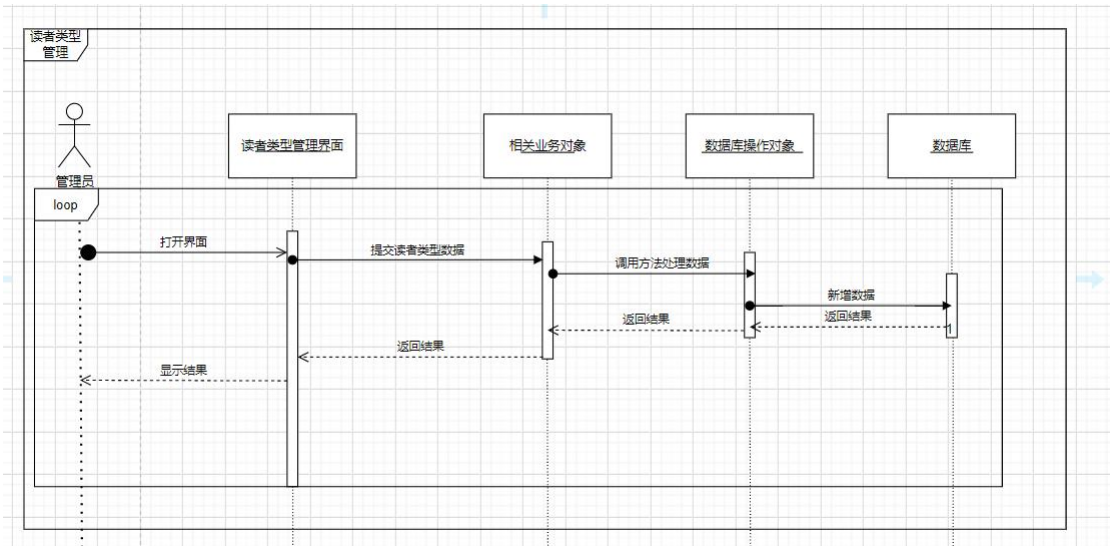 读者类型
管理
管理员
读者类型管理界面
相关业务对象
数据库操作对象
数据库
loop
打开界面
提交读者类型数据
调用方法处理数据
新增数据
返回结果
返回结果
返回结果
显示结果